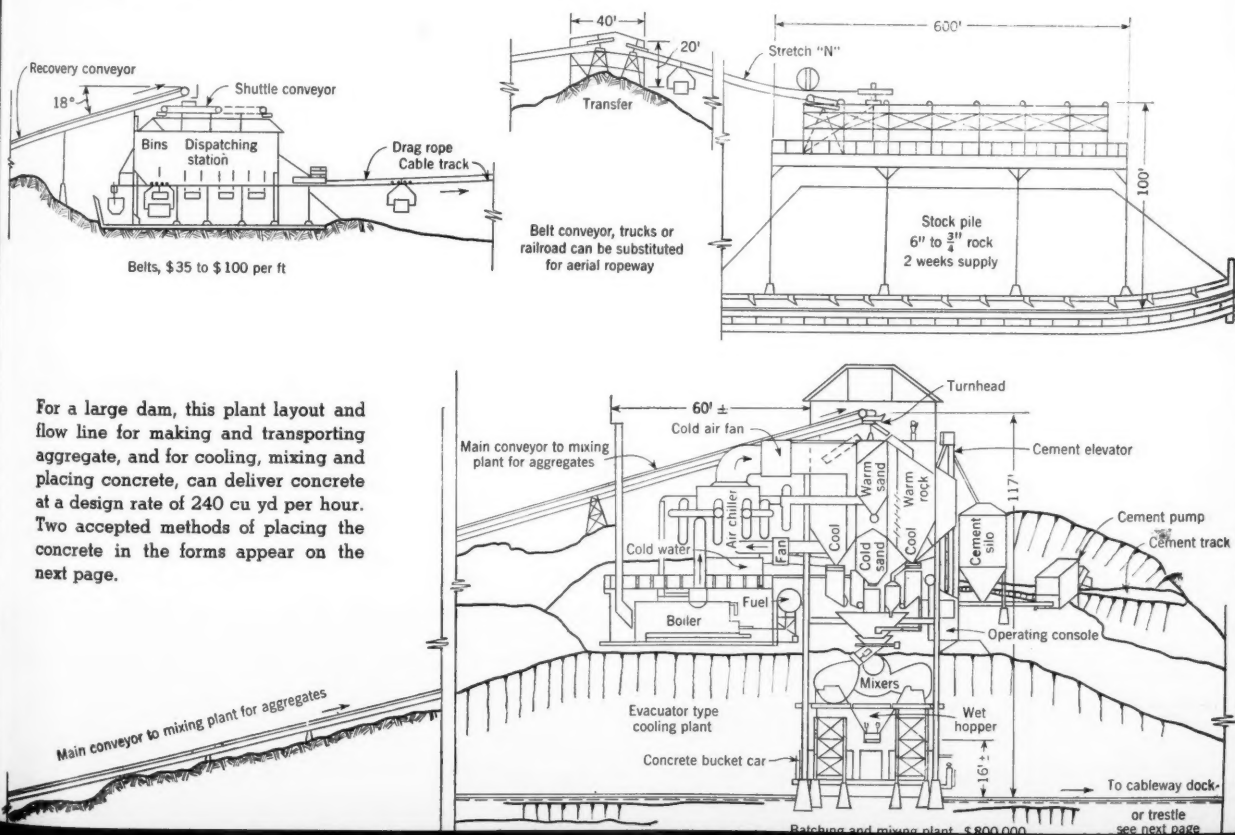 40'
600'
20'
Stretch "N"
Recovery conveyor
18°
Shuttle conveyor
Transfer
Bins Dispatching
station
Drag rope
Cable track
100'
Stock pile
6" to 3/4" rock
2 weeks supply
Belt conveyor, trucks or
railroad can be substituted
for aerial ropeway
Belts, $35 to $100 per ft
For a large dam, this plant layout and
flow line for making and transporting
aggregate, and for cooling, mixing and
placing concrete, can deliver concrete
at a design rate of 240 cu yd per hour.
Two accepted methods of placing the
concrete in the forms appear on the
next page.
Main conveyor to mixing plant for aggregates
Turnhead
60' ±
Cold air fan
Main conveyor to mixing
plant for aggregates
Cement elevator
Warm
sand
Warm
rock
117'
Air chiller
Cement pump
Cement track
Cold water
Fan
Cool
Cold
sand
Cool
Cement
silo
Fuel
Boiler
Operating console
Mixers
Evacuator type
cooling plant
Wet
hopper
Concrete bucket car
16' ±
To cableway dock
or trestle
see next page
Batching and mixing plant, $800,000